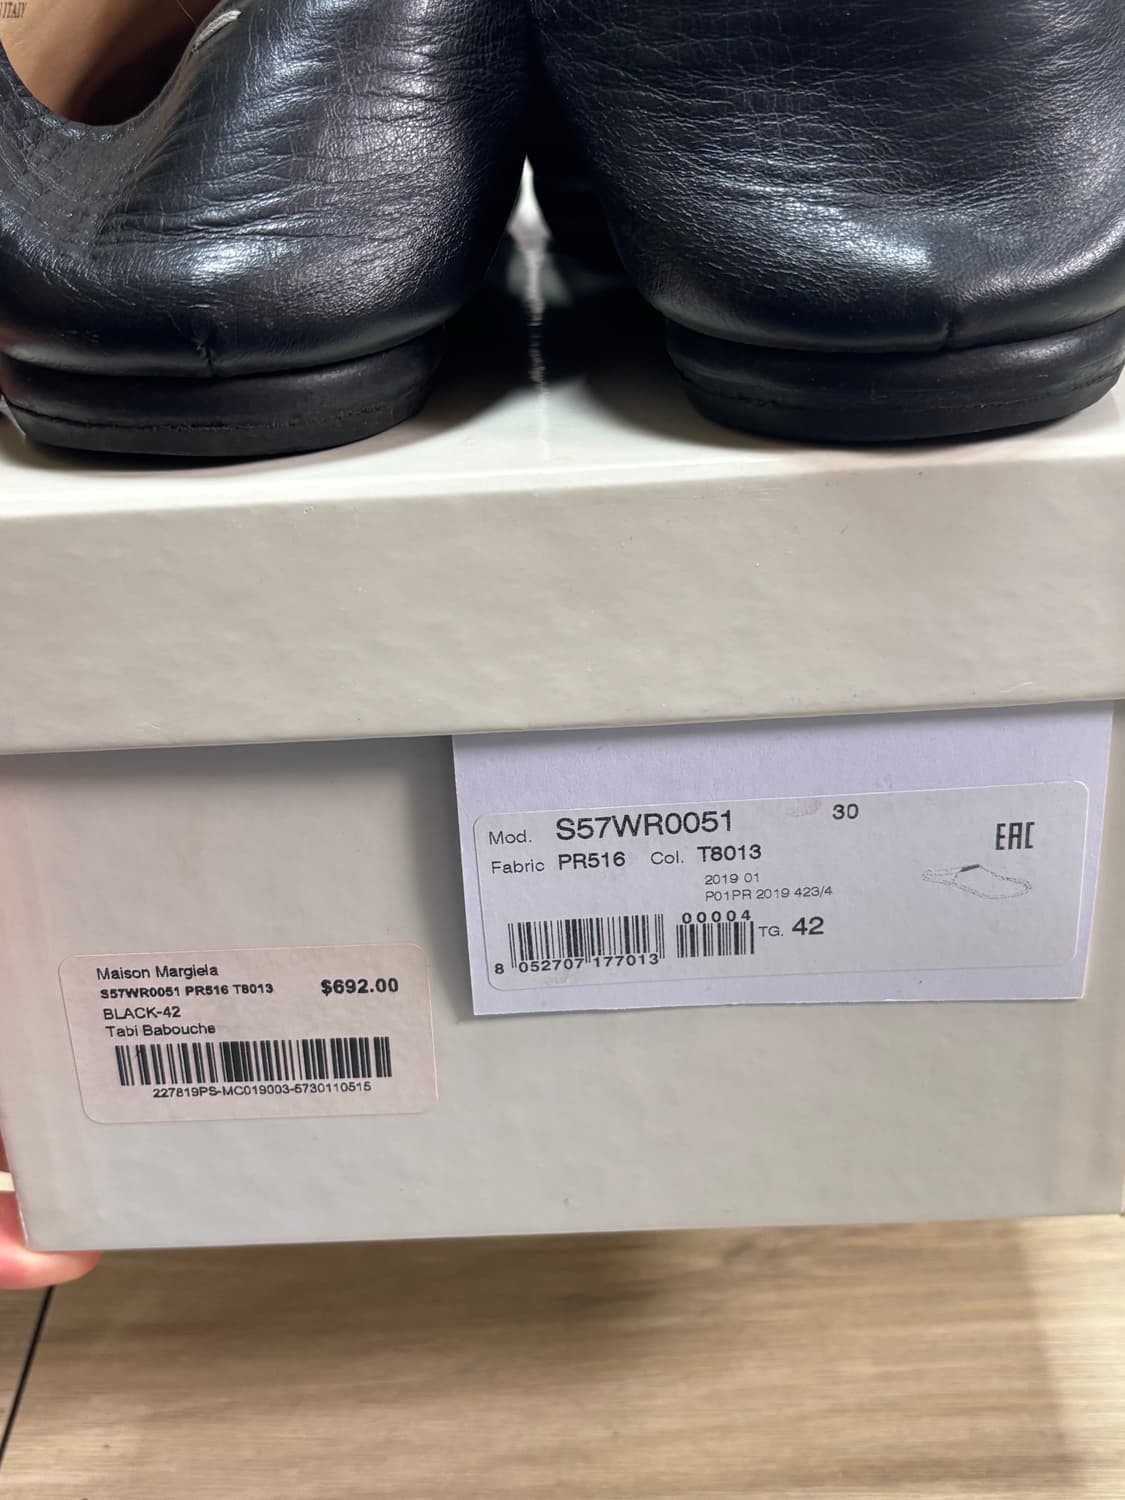 ITALY
Mod. S57WR0051 30
Fabric PR516 Col. T8013
2019 01
P01PR 2019 423/4
EAC
00004
8 052707 177013
TG. 42
Maison Margiela
S57WR0051 PR516 T8013 $692.00
BLACK-42
Tabi Babouche
227819PS-MC019003-5730110515